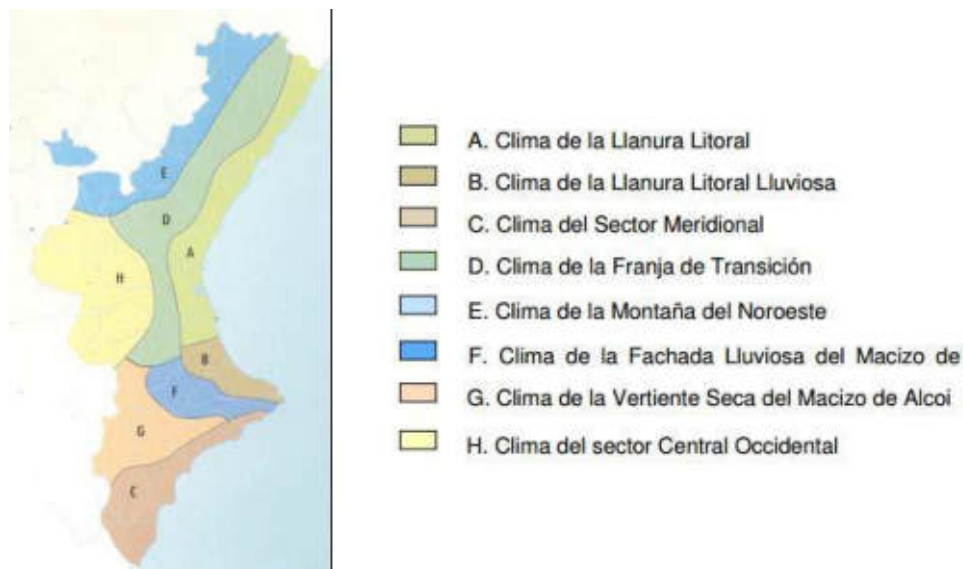 E
D
A
H
B
F
G
C
A. Clima de la Llanura Litoral
B. Clima de la Llanura Litoral Lluviosa
C. Clima del Sector Meridional
D. Clima de la Franja de Transición
E. Clima de la Montaña del Noroeste
F. Clima de la Fachada Lluviosa del Macizo de
G. Clima de la Vertiente Seca del Macizo de Alcoi
H. Clima del sector Central Occidental